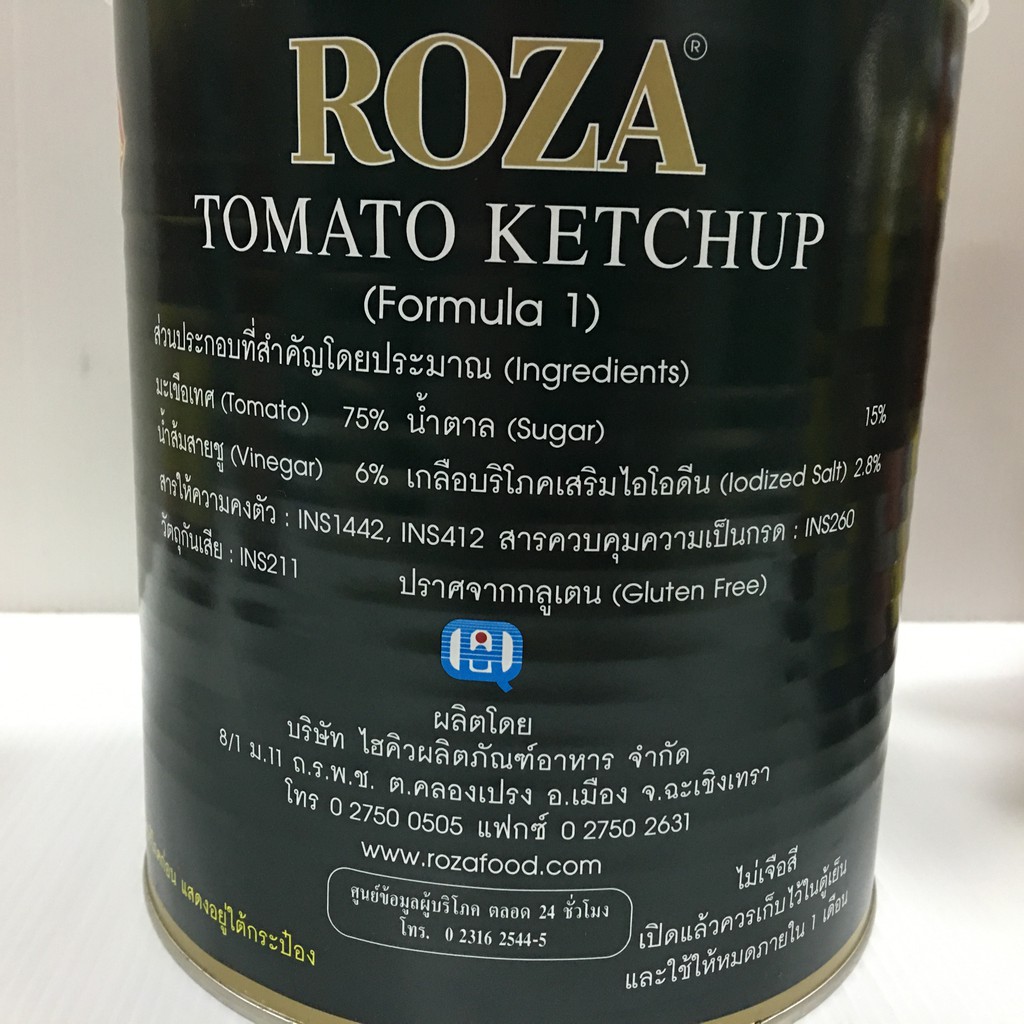 ROZA®
TOMATO KETCHUP
(Formula 1)
ส่วนประกอบที่สำคัญโดยประมาณ (Ingredients)
มะเขือเทศ (Tomato) 75% น้ำตาล (Sugar) 15%
น้ำส้มสายชู (Vinegar) 6% เกลือบริโภคเสริมไอโอดีน (Iodized Salt) 2.8%
สารให้ความคงตัว : INS1442, INS412 สารควบคุมความเป็นกรด : INS260
วัตถุกันเสีย : INS211
ปราศจากกลูเตน (Gluten Free)
ผลิตโดย
บริษัท ไฮคิวผลิตภัณฑ์อาหาร จำกัด
8/1 ม.11 ถ.ร.พ.ช. ต.คลองเปรง อ.เมือง จ.ฉะเชิงเทรา
โทร 0 2750 0505 แฟกซ์ 0 2750 2631
www.rozafood.com
ศูนย์ข้อมูลผู้บริโภค ตลอด 24 ชั่วโมง
โทร. 0 2316 2544-5
ไม่เจือสี
เปิดแล้วควรเก็บไว้ในตู้เย็น
และใช้ให้หมดภายใน 1 เดือน
แสดงอยู่ใต้กระป๋อง